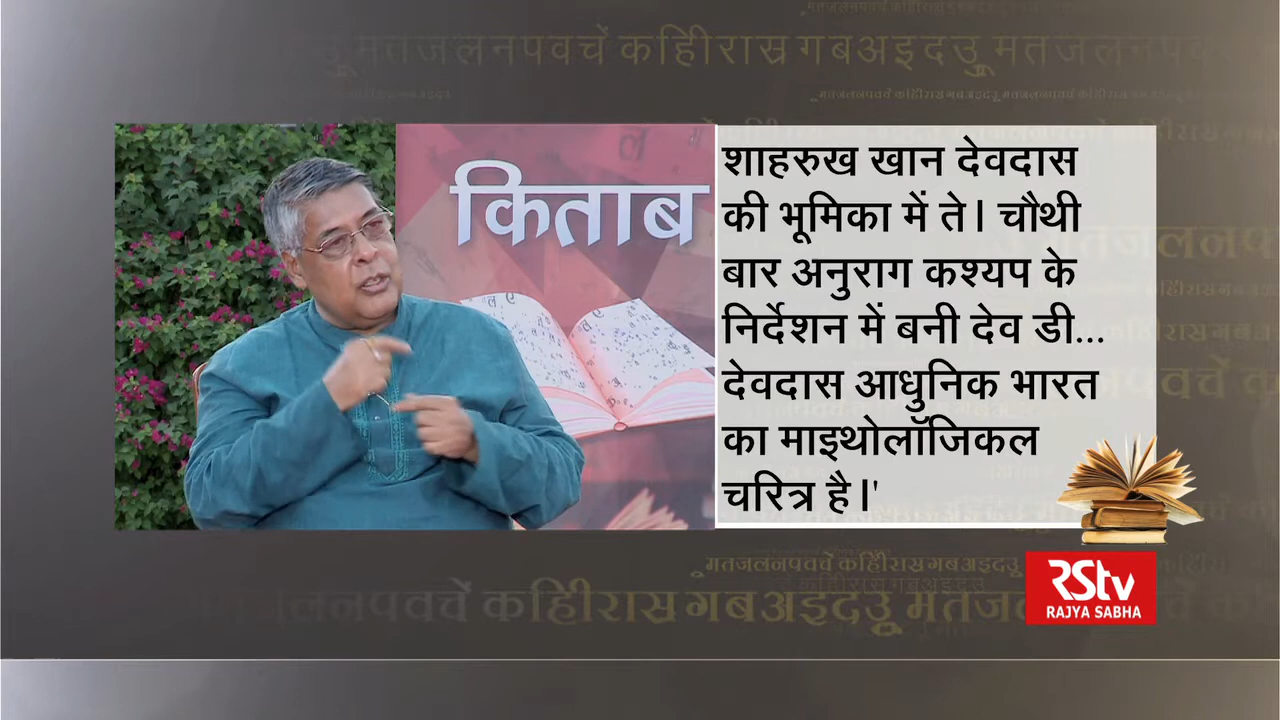 किताब
शाहरुख खान देवदास
की भूमिका में ते। चौथी
बार अनुराग कश्यप के
निर्देशन में बनी देव डी...
देवदास आधुनिक भारत
का माइथोलॉजिकल
चरित्र है।'
RSTV
RAJYA SABHA